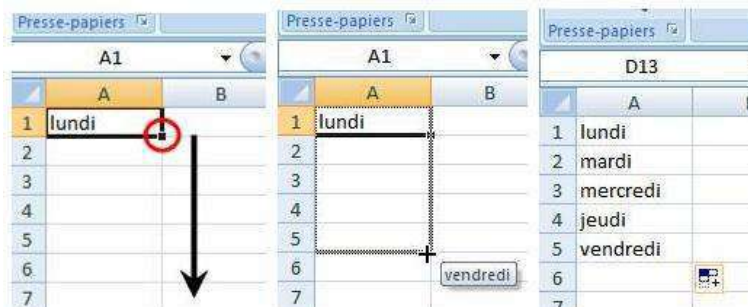 Presse-papiers
A1
A B
1 lundi
2
3
4
5
6
7
Presse-papiers
A1
A B
1 lundi
2
3
4
5
6
vendredi
7
Presse-papiers
D13
A
1 lundi
2 mardi
3 mercredi
4 jeudi
5 vendredi
6
7